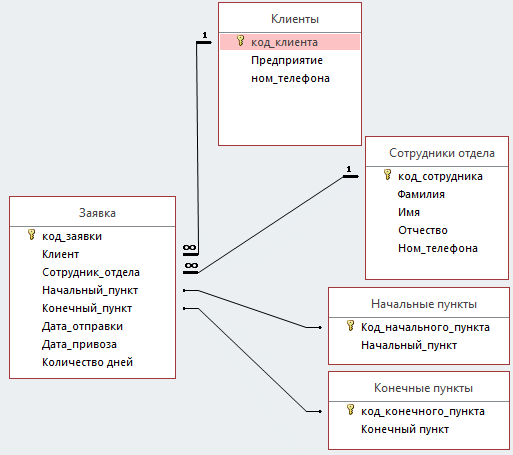 Клиенты
код_клиента
Предприятие
ном_телефона
1
Сотрудники отдела
код_сотрудника
Фамилия
Имя
Отчество
Ном_телефона
1
Заявка
код_заявки
Клиент
Сотрудник_отдела
Начальный_пункт
Конечный_пункт
Дата_отправки
Дата_привоза
Количество дней
∞
∞
Начальные пункты
Код_начального_пункта
Начальный_пункт
Конечные пункты
код_конечного_пункта
Конечный пункт